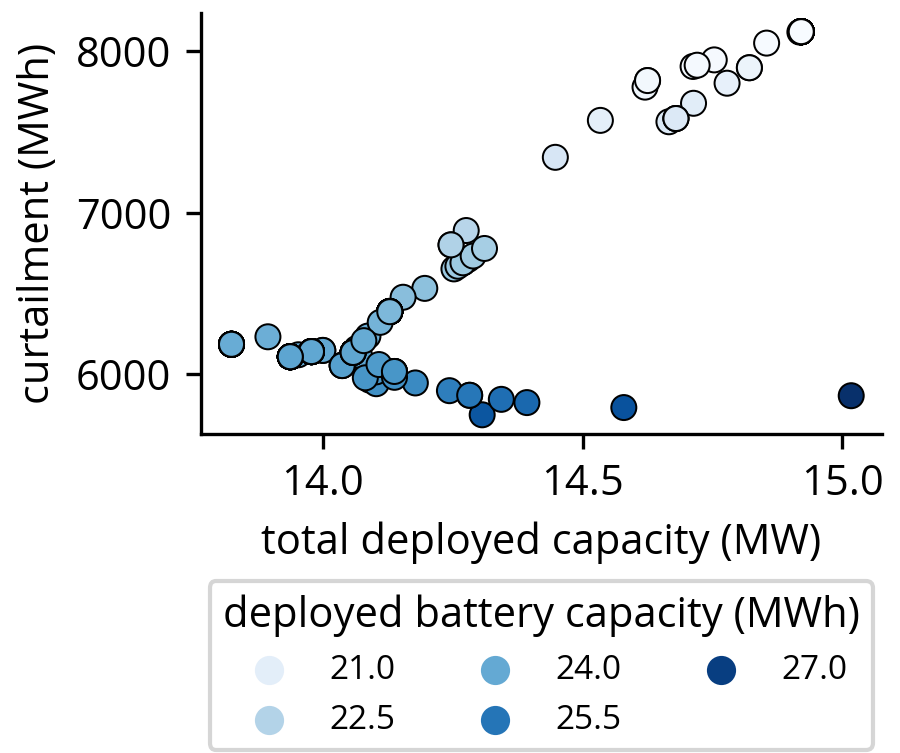 curtailment (MWh)
8000
7000
6000
14.0 14.5 15.0
total deployed capacity (MW)
deployed battery capacity (MWh)
21.0 24.0 27.0
22.5 25.5